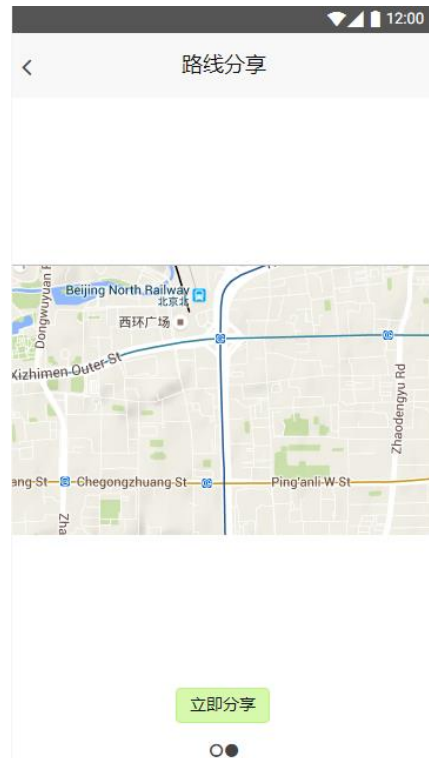 12:00
路线分享
Beijing North Railway
北京北
西环广场
Dongwuyuan
Xizhimen Outer St
Zhaodengyu Rd
ang St
Chegongzhuang St
Ping'anli W St
Zha
立即分享